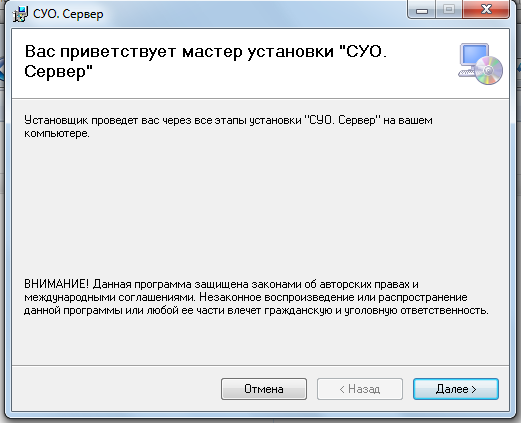 СУО. Сервер
Вас приветствует мастер установки "СУО.
Сервер"
Установщик проведет вас через все этапы установки "СУО. Сервер" на вашем
компьютере.
ВНИМАНИЕ! Данная программа защищена законами об авторских правах и
международными соглашениями. Незаконное воспроизведение или распространение
данной программы или любой ее части влечет гражданскую и уголовную ответственность.
Отмена
< Назад
Далее >